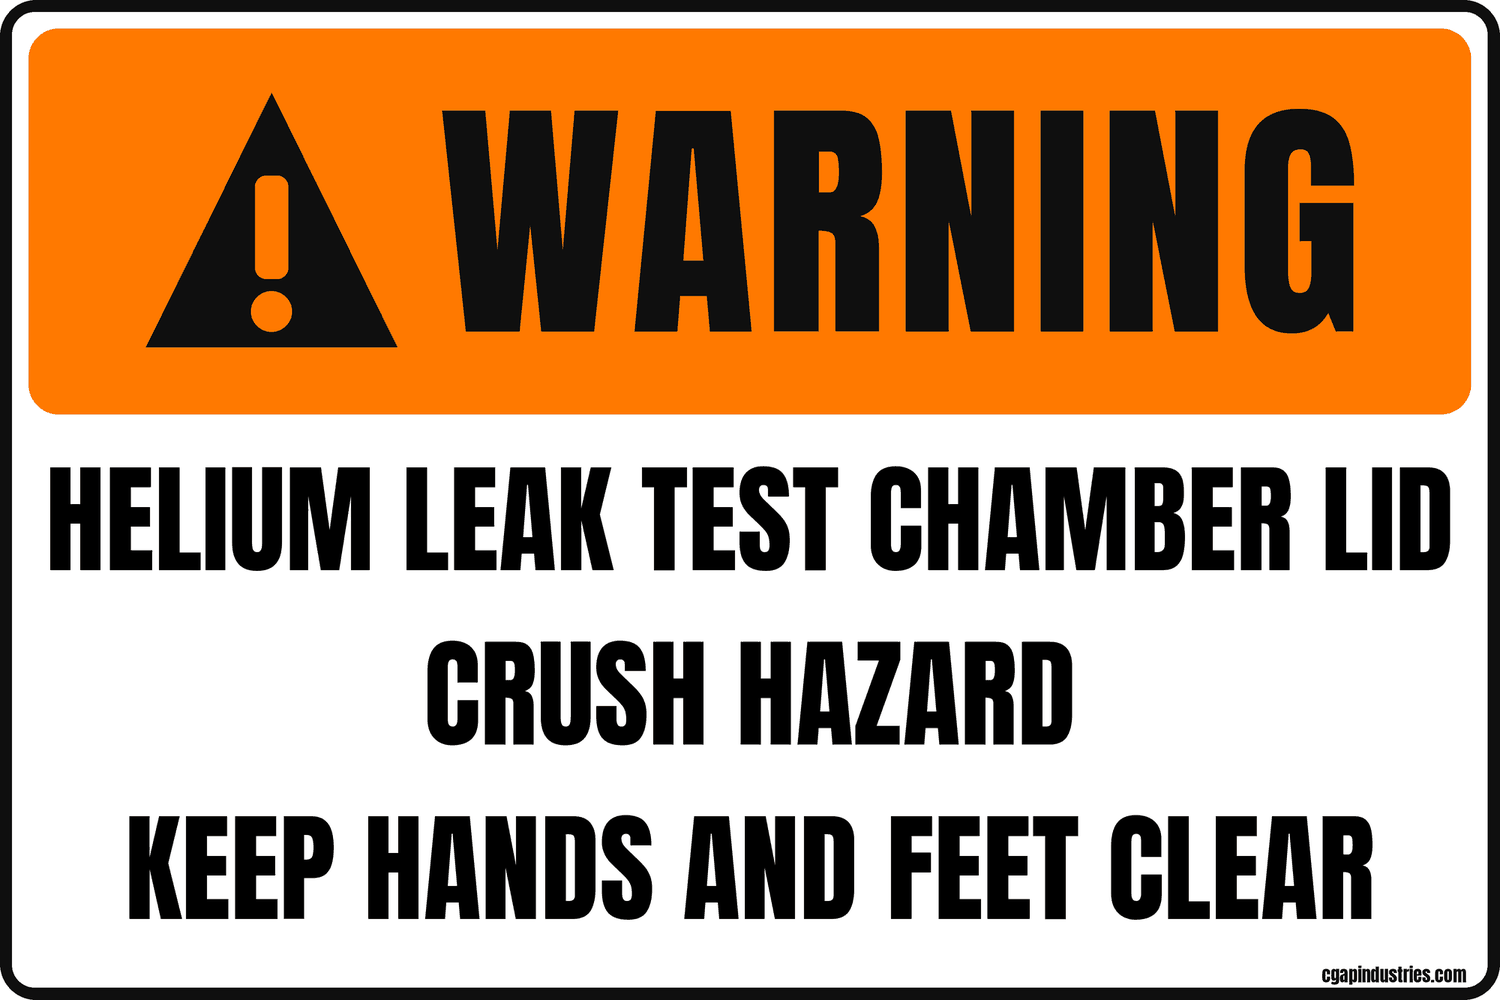 WARNING
HELIUM LEAK TEST CHAMBER LID
CRUSH HAZARD
KEEP HANDS AND FEET CLEAR
cgapindustries.com